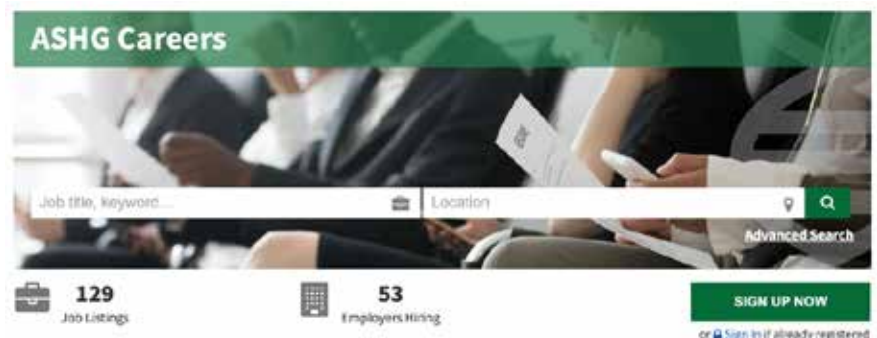 ASHG Careers
Job title, keyword...
Location
Advanced Search
129
Job Listings
53
Employers Hiring
SIGN UP NOW
or Sign in if already registered